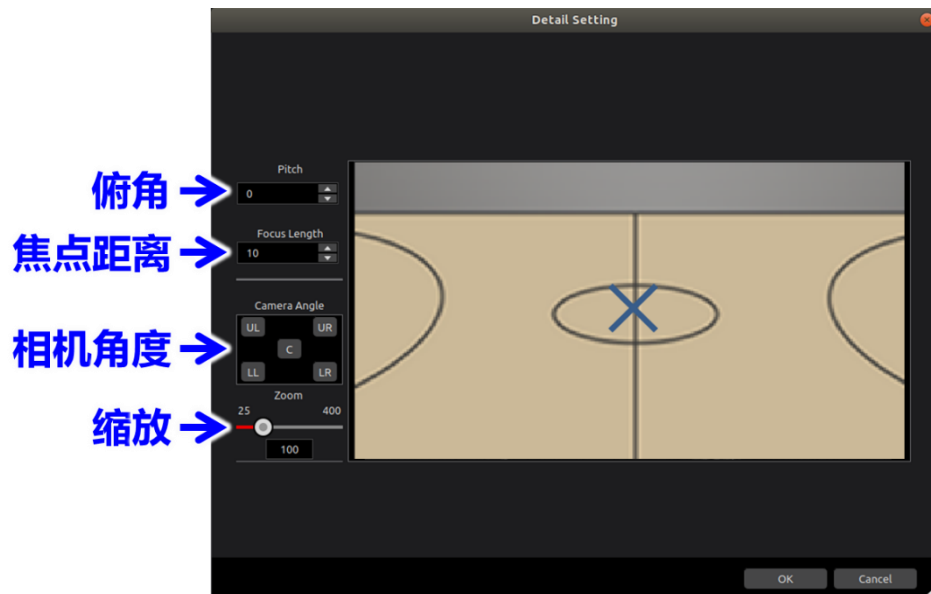 Detail Setting
Pitch
俯角
0
Focus Length
焦点距离
10
Camera Angle
UL UR
相机角度
C
LL LR
Zoom
25 400
缩放
100
OK Cancel